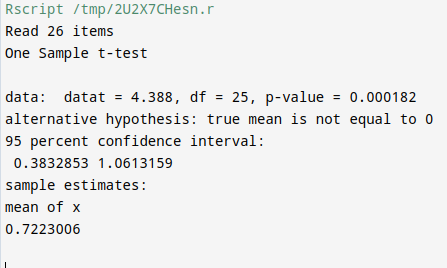 Rscript /tmp/2U2X7CHesn.r
Read 26 items
One Sample t-test
data:  datat = 4.388, df = 25, p-value = 0.000182
alternative hypothesis: true mean is not equal to 0
95 percent confidence interval:
 0.3832853 1.0613159
sample estimates:
mean of x
0.7223006